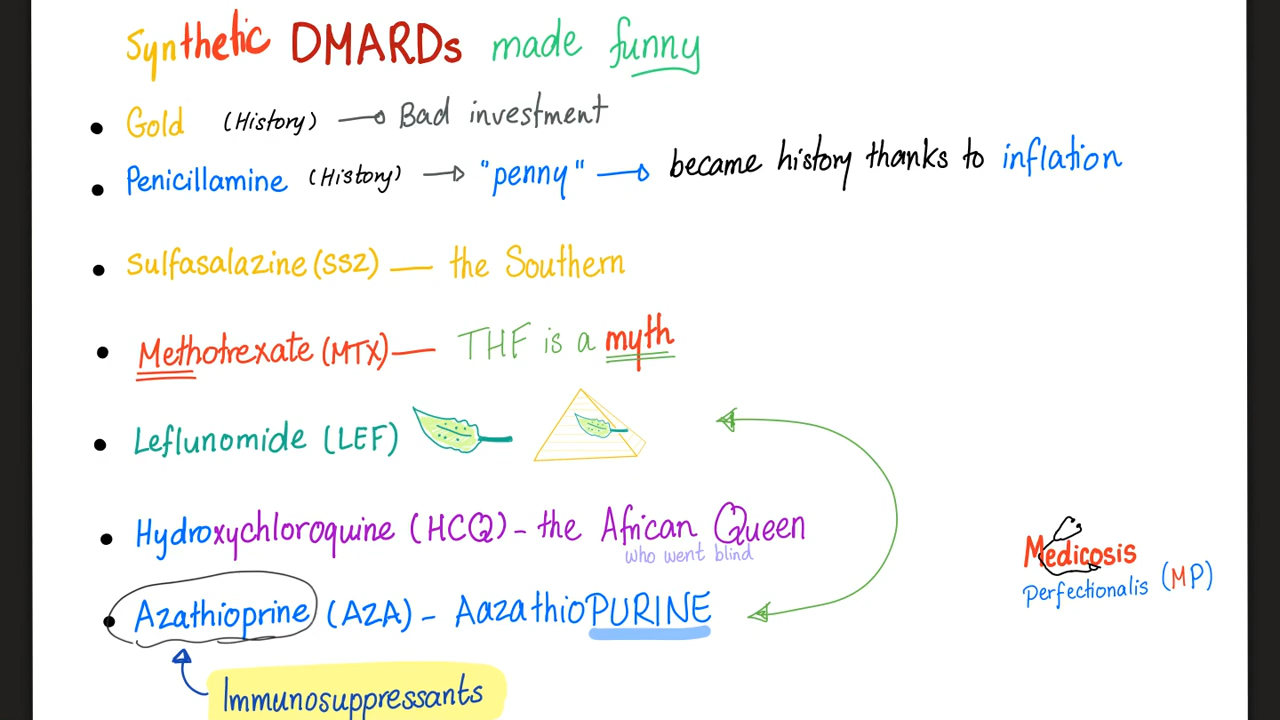 Synthetic DMARDs made funny
• Gold (History) → Bad investment
• Penicillamine (History) → "penny" → became history thanks to inflation
• Sulfasalazine (SSZ) — the Southern
• Methotrexate (MTX) — THF is a myth
• Leflunomide (LEF)
• Hydroxychloroquine (HCQ) - the African Queen
who went blind
• Azathioprine (AZA) - AazathioPURINE
Immunosuppressants
Medicosis
Perfectionalis (MP)